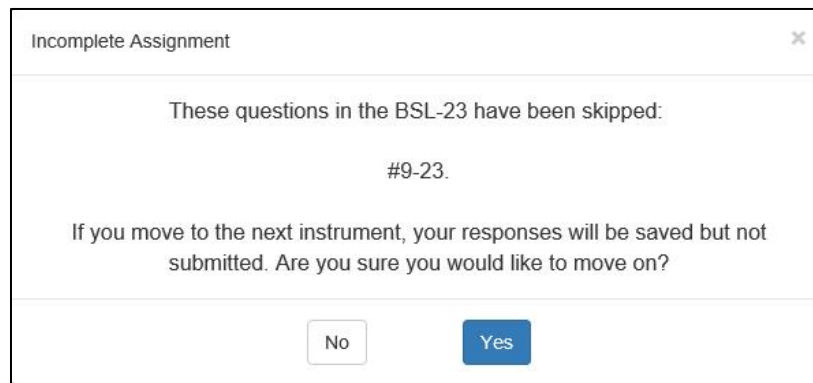 Incomplete Assignment ×
These questions in the BSL-23 have been skipped:
#9-23.
If you move to the next instrument, your responses will be saved but not
submitted. Are you sure you would like to move on?
No Yes